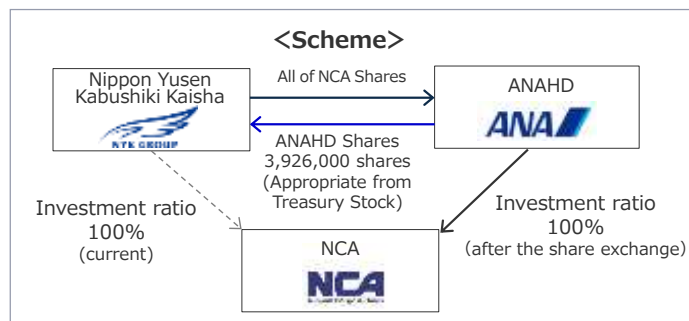 <Scheme>
Nippon Yusen
Kabushiki Kaisha
NYK GROUP
All of NCA Shares
ANAHD
ANA
ANAHD Shares
3,926,000 shares
(Appropriate from
Treasury Stock)
Investment ratio
100%
(current)
Investment ratio
100%
(after the share exchange)
NCA
NCA